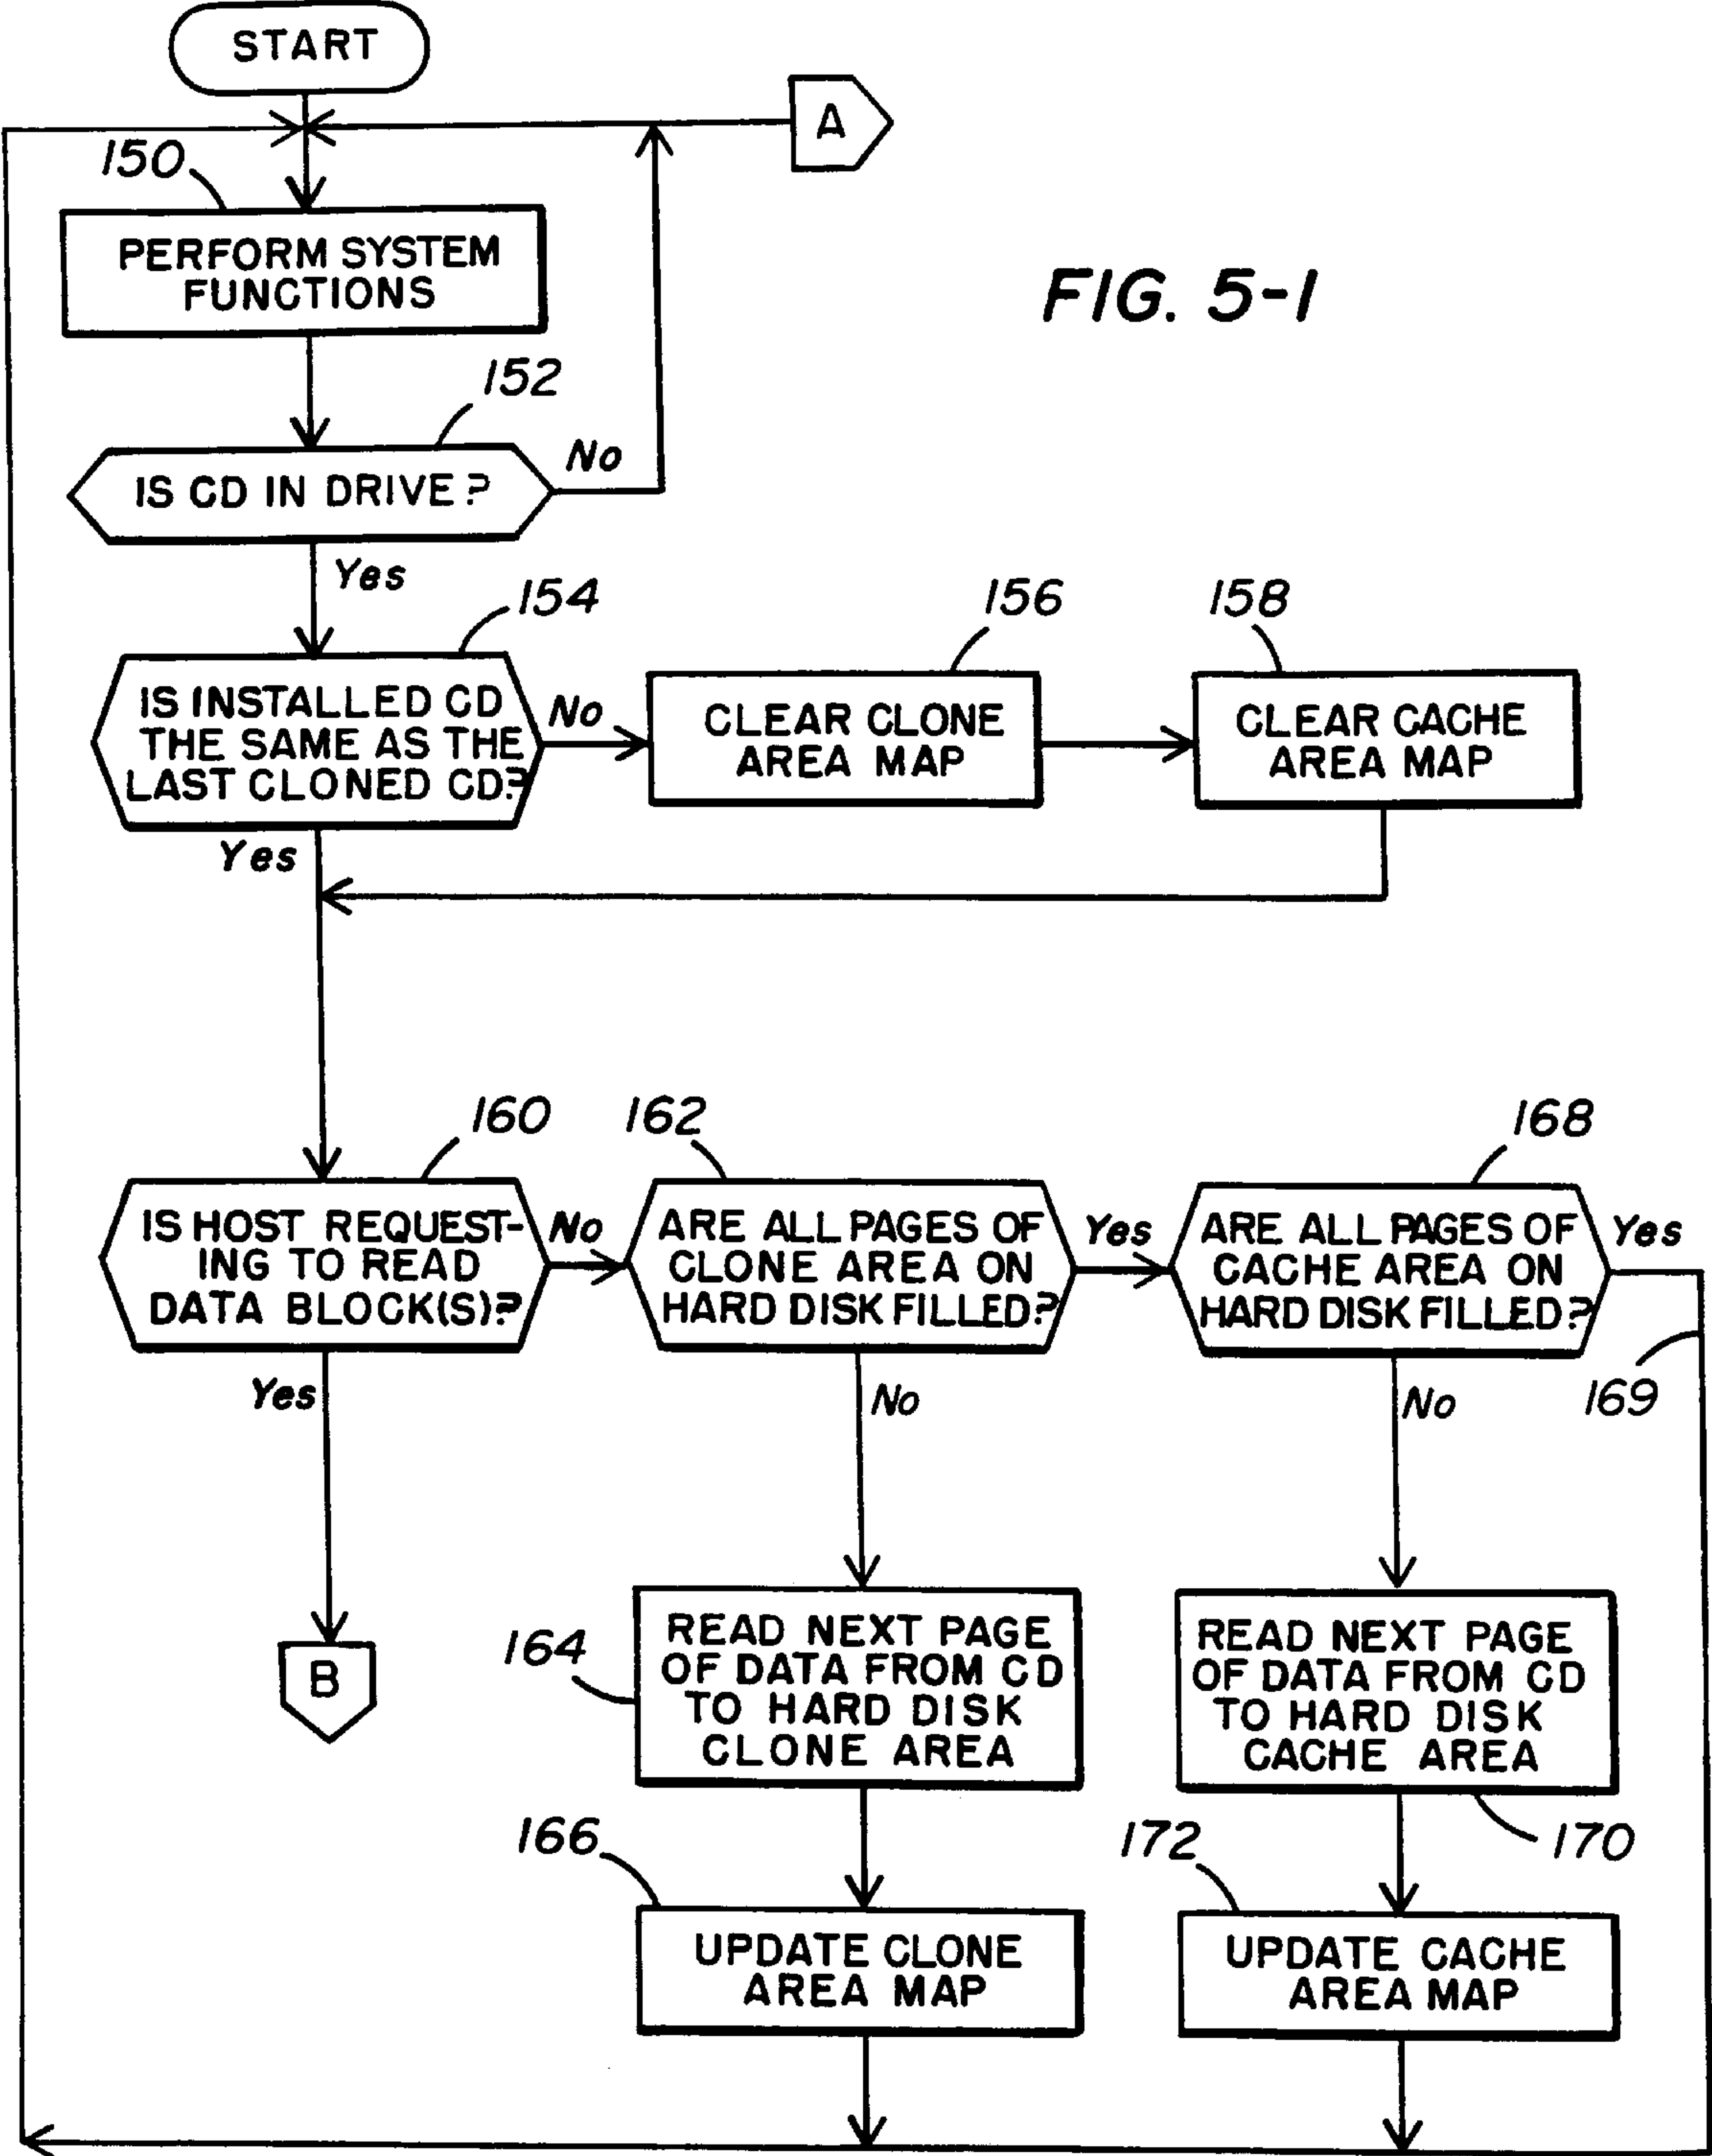 START
A
150
PERFORM SYSTEM
FUNCTIONS
FIG. 5-1
152
IS CD IN DRIVE?
No
Yes
154
156
158
IS INSTALLED CD
THE SAME AS THE
LAST CLONED CD?
No
CLEAR CLONE
AREA MAP
CLEAR CACHE
AREA MAP
Yes
160
162
168
IS HOST REQUEST-
ING TO READ
DATA BLOCK(S)?
No
ARE ALL PAGES OF
CLONE AREA ON
HARD DISK FILLED?
Yes
ARE ALL PAGES OF
CACHE AREA ON
HARD DISK FILLED?
Yes
Yes
No
No
169
B
164
READ NEXT PAGE
OF DATA FROM CD
TO HARD DISK
CLONE AREA
READ NEXT PAGE
OF DATA FROM CD
TO HARD DISK
CACHE AREA
166
172
170
UPDATE CLONE
AREA MAP
UPDATE CACHE
AREA MAP